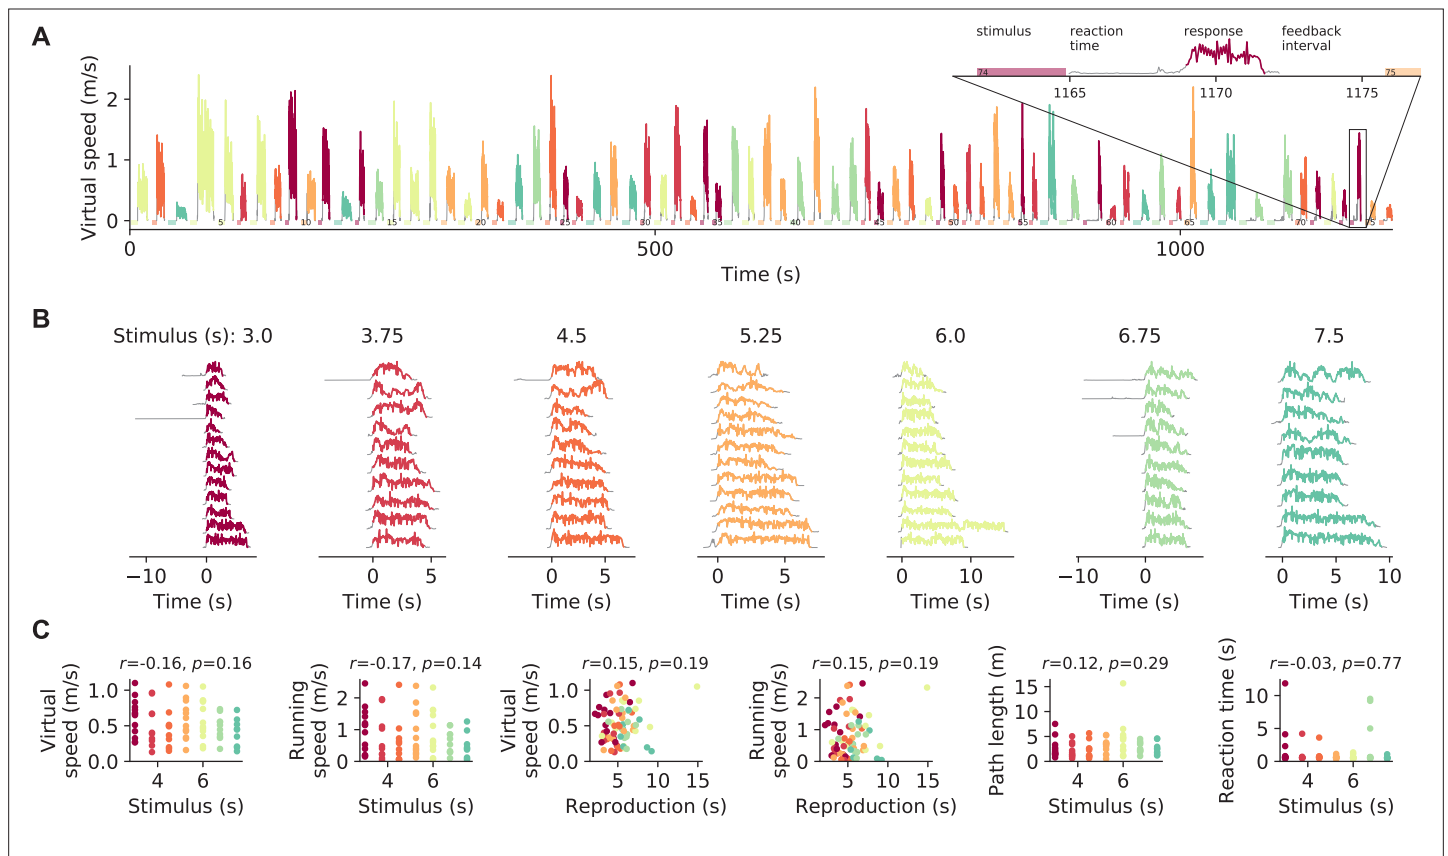 A
stimulus reaction time response feedback interval
74 75
1165 1170 1175
Virtual speed (m/s)
2
1
0
5 10 15 20 25 30 35 40 45 50 55 60 65 70 75
0 500 1000
Time (s)
B
Stimulus (s): 3.0 3.75 4.5 5.25 6.0 6.75 7.5
−10 0 0 5 0 5 0 5 0 10 −10 0 0 5 10
Time (s) Time (s) Time (s) Time (s) Time (s) Time (s) Time (s)
C
r=-0.16, p=0.16 r=-0.17, p=0.14 r=0.15, p=0.19 r=0.15, p=0.19 r=0.12, p=0.29 r=-0.03, p=0.77
Virtual speed (m/s)
1.0
0.5
0.0
4 6
Stimulus (s)
Running speed (m/s)
2
1
0
4 6
Stimulus (s)
Virtual speed (m/s)
1.0
0.5
0.0
5 10 15
Reproduction (s)
Running speed (m/s)
2
1
0
5 10 15
Reproduction (s)
Path length (m)
15
10
5
0
4 6
Stimulus (s)
Reaction time (s)
10
5
0
4 6
Stimulus (s)